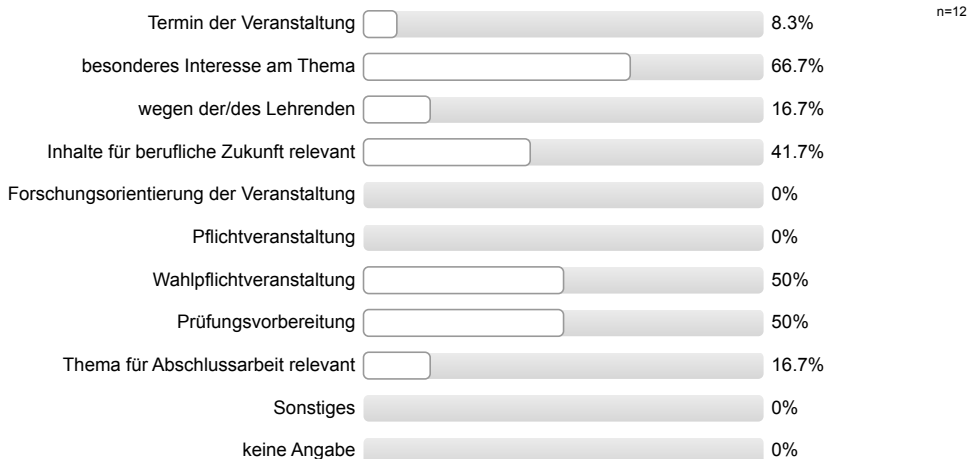 n=12
Termin der Veranstaltung 8.3%
besonderes Interesse am Thema 66.7%
wegen der/des Lehrenden 16.7%
Inhalte für berufliche Zukunft relevant 41.7%
Forschungsorientierung der Veranstaltung 0%
Pflichtveranstaltung 0%
Wahlpflichtveranstaltung 50%
Prüfungsvorbereitung 50%
Thema für Abschlussarbeit relevant 16.7%
Sonstiges 0%
keine Angabe 0%